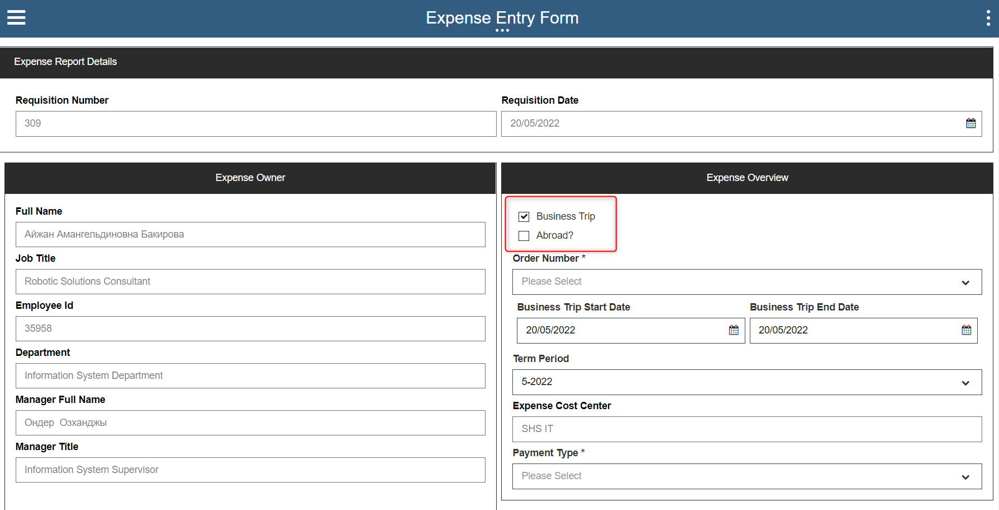 Expense Entry Form
Expense Report Details
Requisition Number
309
Requisition Date
20/05/2022
Expense Owner
Full Name
Айжан Амангельдиновна Бакирова
Job Title
Robotic Solutions Consultant
Employee Id
35958
Department
Information System Department
Manager Full Name
Ондер Озханджы
Manager Title
Information System Supervisor
Expense Overview
Business Trip
Abroad?
Order Number *
Please Select
Business Trip Start Date
20/05/2022
Business Trip End Date
20/05/2022
Term Period
5-2022
Expense Cost Center
SHS IT
Payment Type *
Please Select